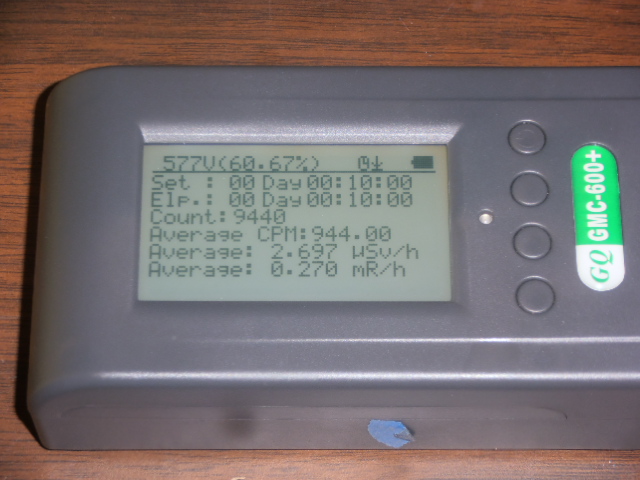 577V(60.67%)
Set : 00 Day 00:10:00
Elp.: 00 Day 00:10:00
Count:9440
Average CPM:944.00
Average: 2.697 µSv/h
Average: 0.270 mR/h
GQ GMC-600+